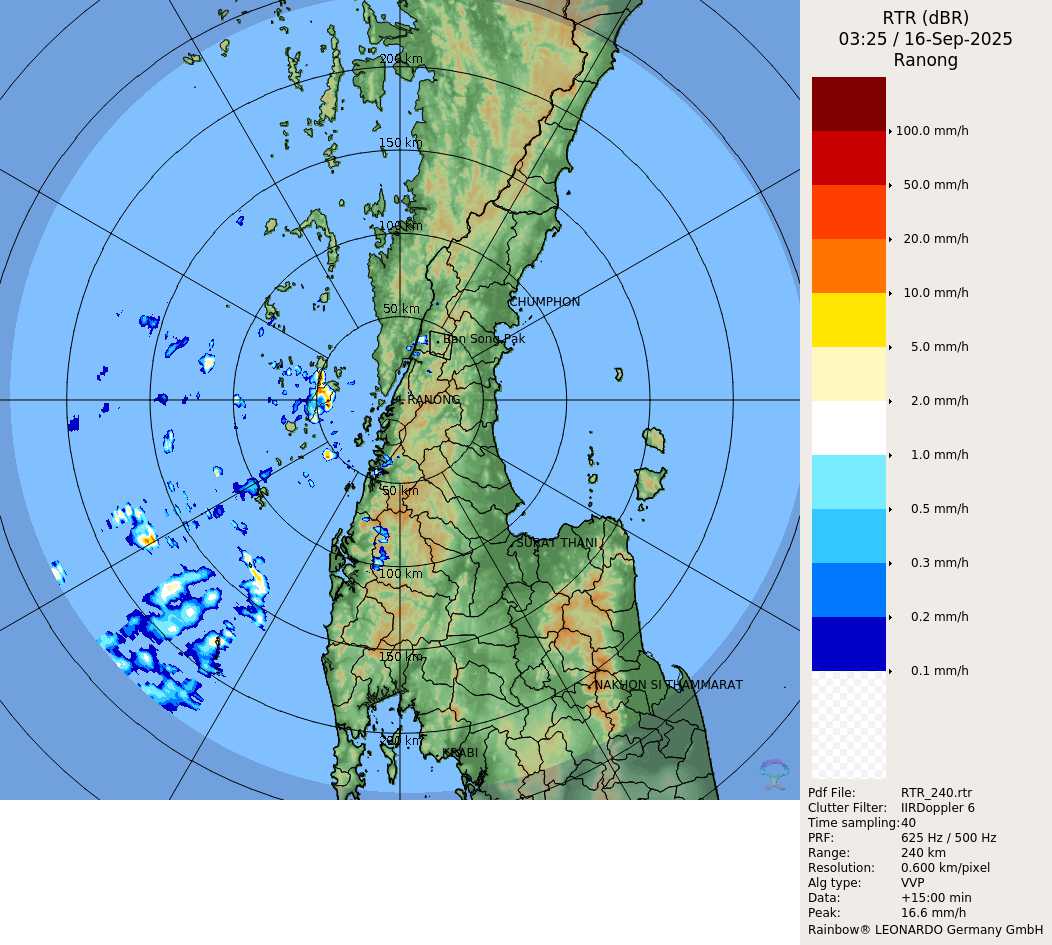 200 km
150 km
100 km
50 km
CHUMPHON
Ban Song Pak
RANONG
50 km
SURAT THANI
100 km
150 km
NAKHON SI THAMMARAT
200 km
KRABI
RTR (dBR)
03:25 / 16-Sep-2025
Ranong
100.0 mm/h
50.0 mm/h
20.0 mm/h
10.0 mm/h
5.0 mm/h
2.0 mm/h
1.0 mm/h
0.5 mm/h
0.3 mm/h
0.2 mm/h
0.1 mm/h
Pdf File: RTR_240.rtr
Clutter Filter: IIRDoppler 6
Time sampling:40
PRF: 625 Hz / 500 Hz
Range: 240 km
Resolution: 0.600 km/pixel
Alg type: VVP
Data: +15:00 min
Peak: 16.6 mm/h
Rainbow® LEONARDO Germany GmbH